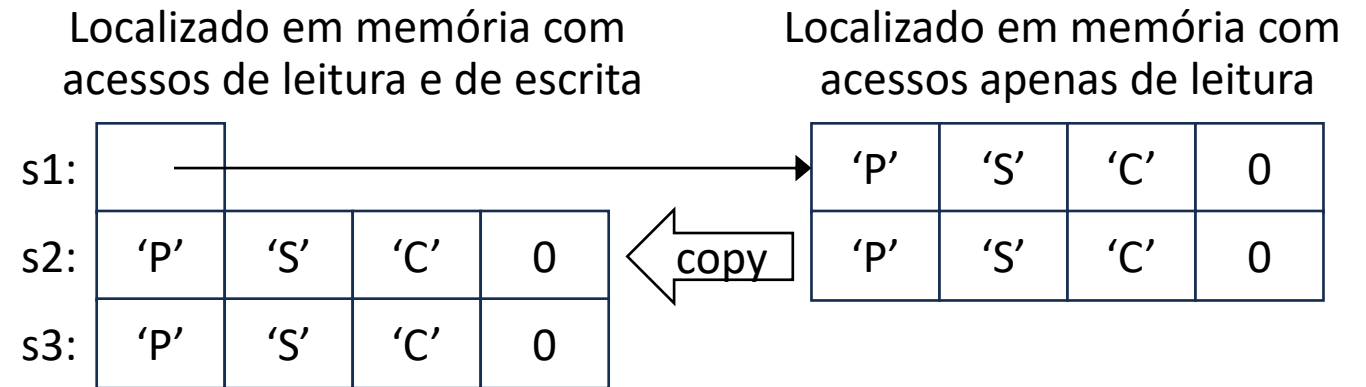 Localizado em memória com
acessos de leitura e de escrita
Localizado em memória com
acessos apenas de leitura
s1: ‘P’ ‘S’ ‘C’ 0
s2: ‘P’ ‘S’ ‘C’ 0 copy ‘P’ ‘S’ ‘C’ 0
s3: ‘P’ ‘S’ ‘C’ 0